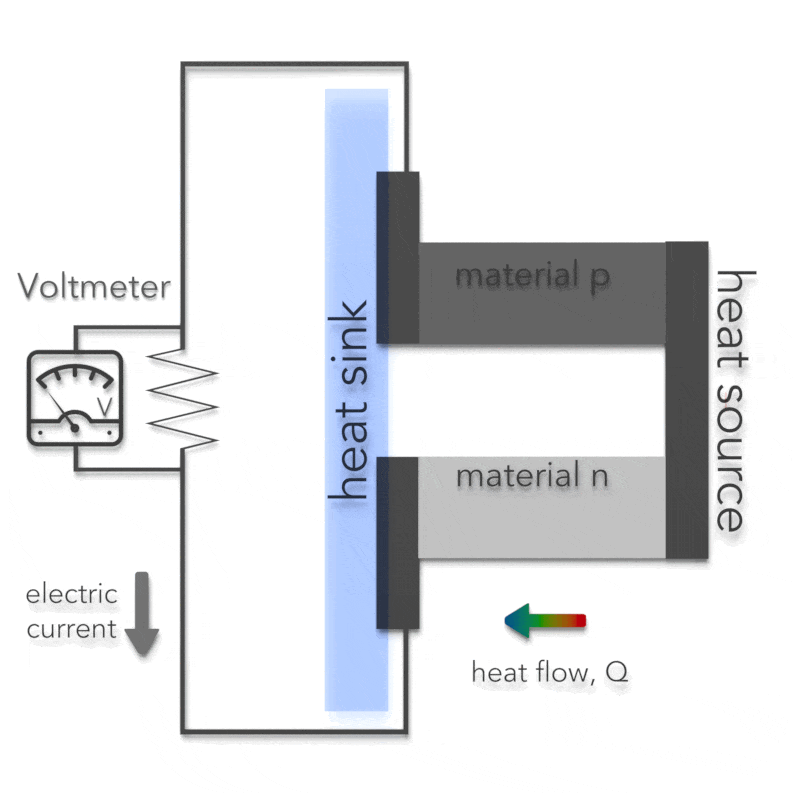 material p
Voltmeter
heat sink
heat source
V
material n
electric
current
heat flow, Q